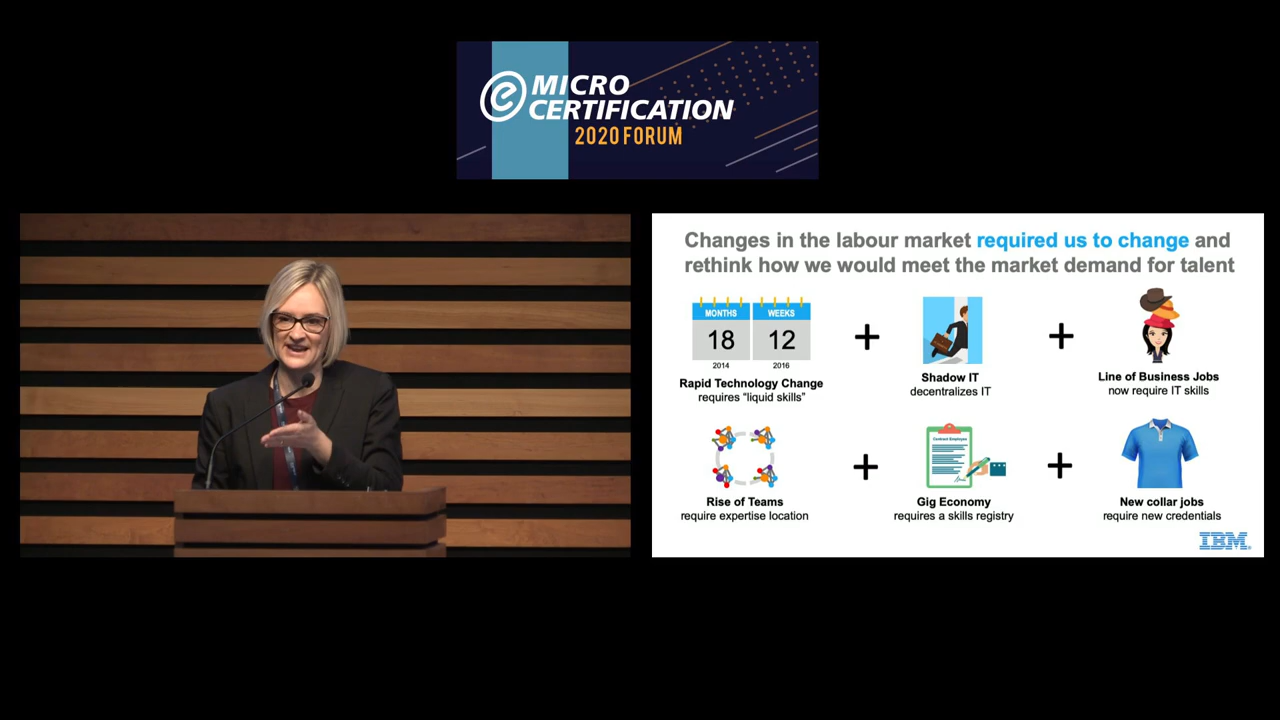 e MICRO
CERTIFICATION
2020 FORUM
Changes in the labour market required us to change and
rethink how we would meet the market demand for talent
MONTHS
18
2014
WEEKS
12
2016
+
+
Rapid Technology Change
requires “liquid skills”
Shadow IT
decentralizes IT
Line of Business Jobs
now require IT skills
Contract Employee
+
+
Rise of Teams
require expertise location
Gig Economy
requires a skills registry
New collar jobs
require new credentials
IBM®